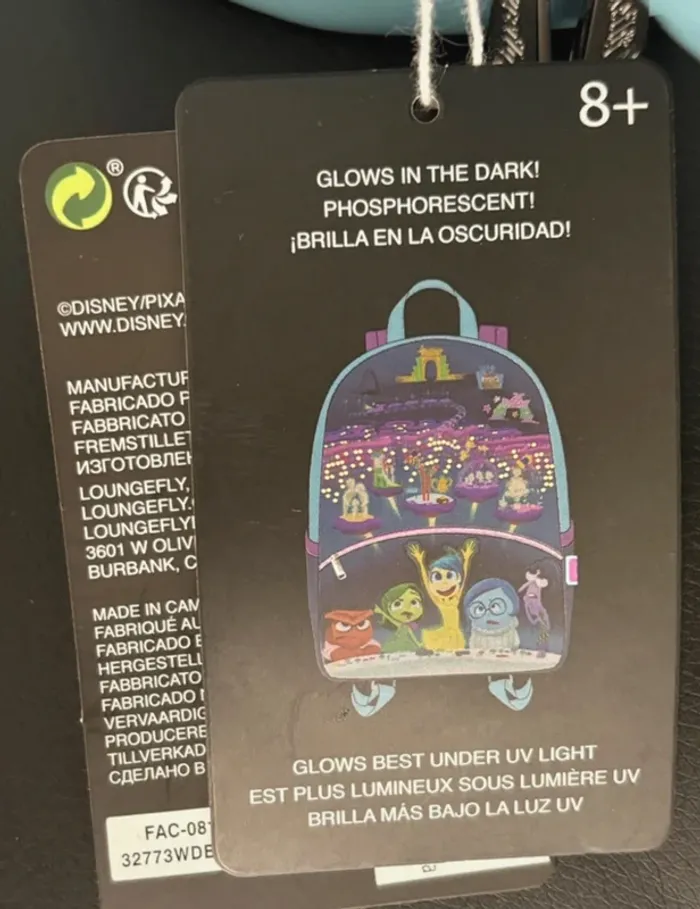 8+
GLOWS IN THE DARK!
PHOSPHORESCENT!
¡BRILLA EN LA OSCURIDAD!
GLOWS BEST UNDER UV LIGHT
EST PLUS LUMINEUX SOUS LUMIÈRE UV
BRILLA MÁS BAJO LA LUZ UV
®
©DISNEY/PIXA
WWW.DISNEY.
MANUFACTUR
FABRICADO P
FABBRICATO
FREMSTILLET
ИЗГОТОВЛЕН
LOUNGEFLY,
LOUNGEFLY.
LOUNGEFLY
3601 W OLIV
BURBANK, C
MADE IN CAM
FABRIQUÉ AU
FABRICADO E
HERGESTELL
FABBRICATO
FABRICADO
VERVAARDIG
PRODUCERE
TILLVERKAD
СДЕЛАНО В
FAC-08
32773WDE